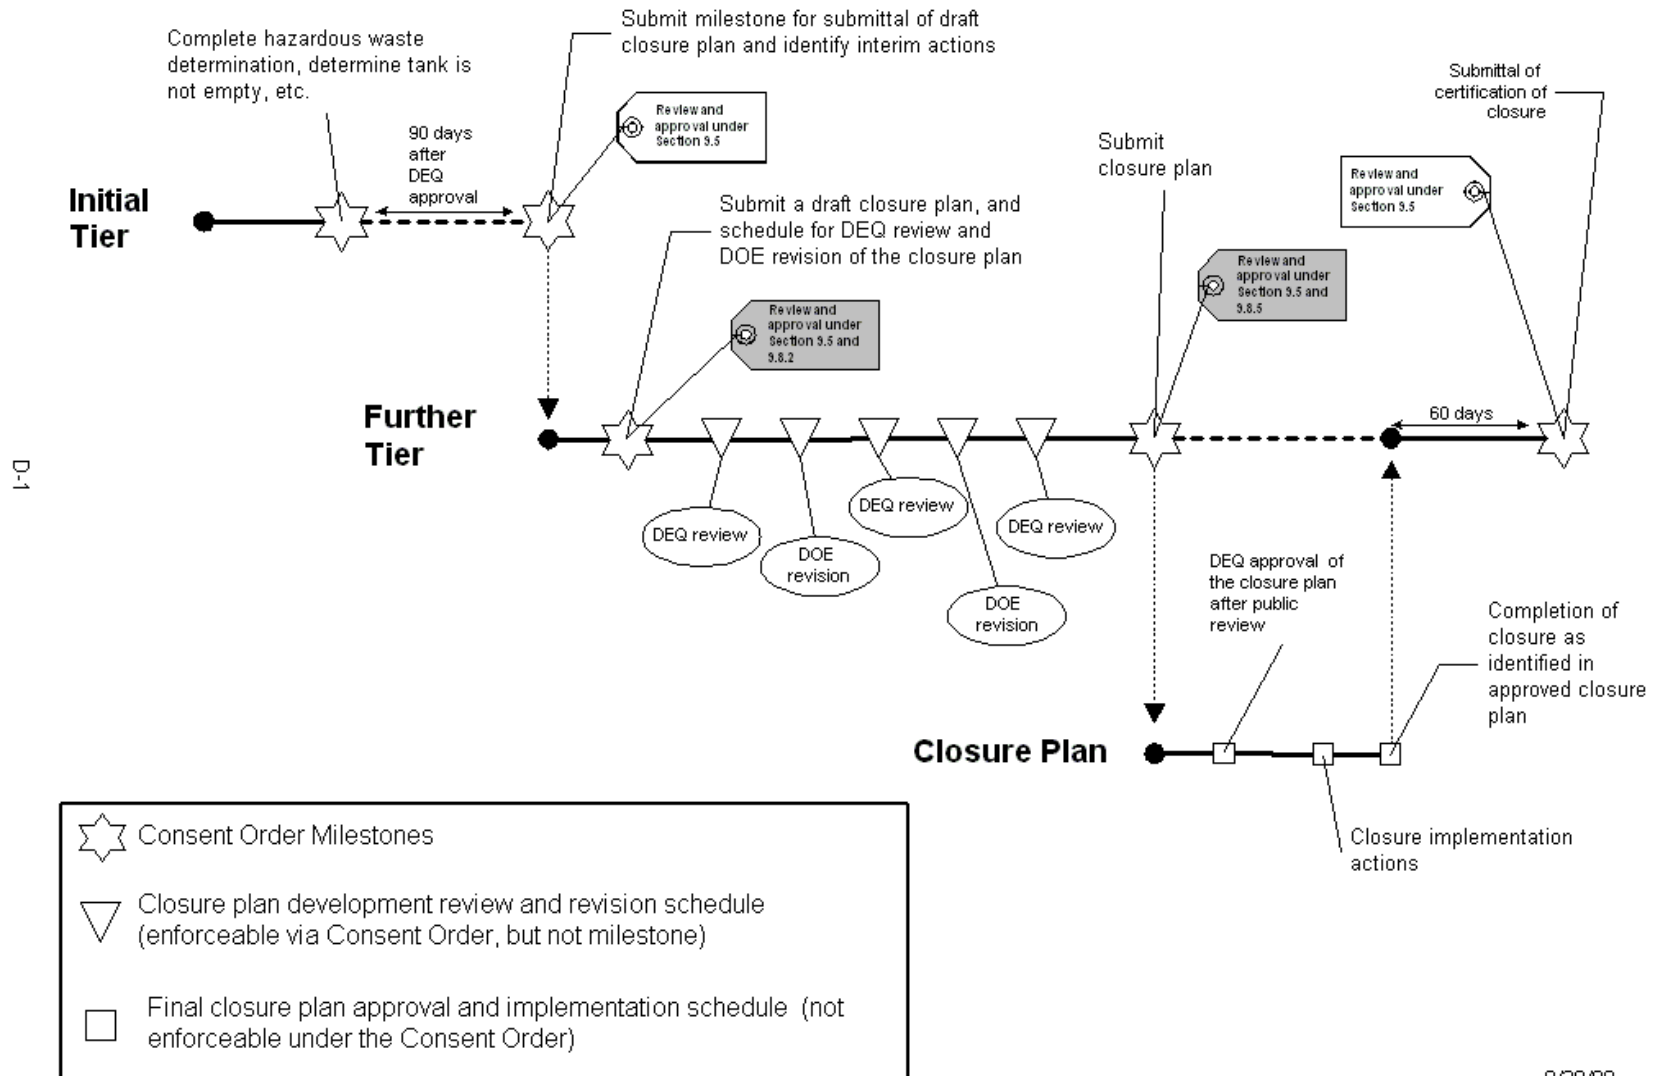 Complete hazardous waste
determination, determine tank is
not empty, etc.
90 days
after
DEQ
approval
Submit milestone for submittal of draft
closure plan and identify interim actions
Review and
approval under
Section 9.5
Initial
Tier
Submit a draft closure plan, and
schedule for DEQ review and
DOE revision of the closure plan
Review and
approval under
Section 9.5 and
9.8.2
Submit
closure plan
Review and
approval under
Section 9.5 and
9.8.5
Submittal of
certification of
closure
Review and
approval under
Section 9.5
Further
Tier
60 days
DEQ review
DOE
revision
DEQ review
DOE
revision
DEQ review
D-1
DEQ approval of
the closure plan
after public
review
Completion of
closure as
identified in
approved closure
plan
Closure Plan
Closure implementation
actions
Consent Order Milestones
Closure plan development review and revision schedule
(enforceable via Consent Order, but not milestone)
Final closure plan approval and implementation schedule (not
enforceable under the Consent Order)